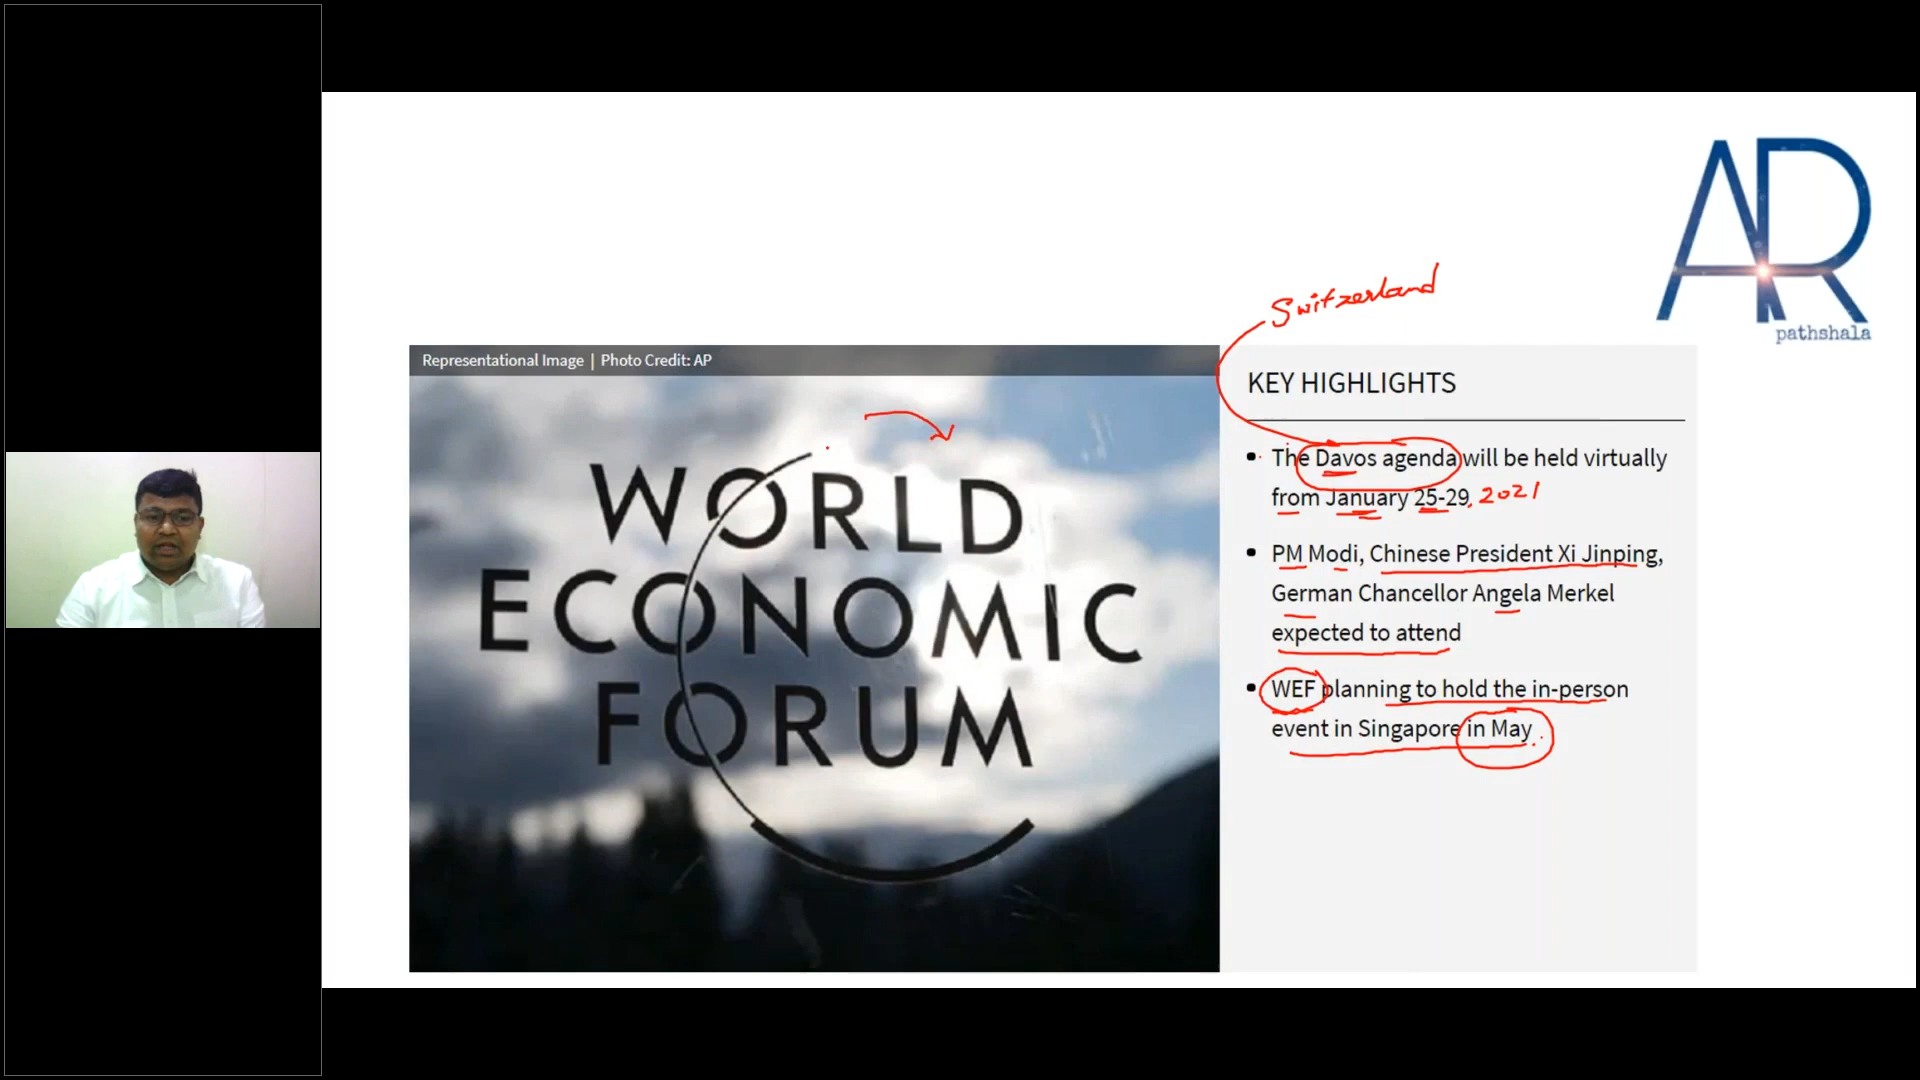 AR
pathshala
Switzerland
Representational Image | Photo Credit: AP
WORLD
ECONOMIC
FORUM
KEY HIGHLIGHTS
• The Davos agenda will be held virtually
from January 25-29, 2021
• PM Modi, Chinese President Xi Jinping,
German Chancellor Angela Merkel
expected to attend
• WEF planning to hold the in-person
event in Singapore in May